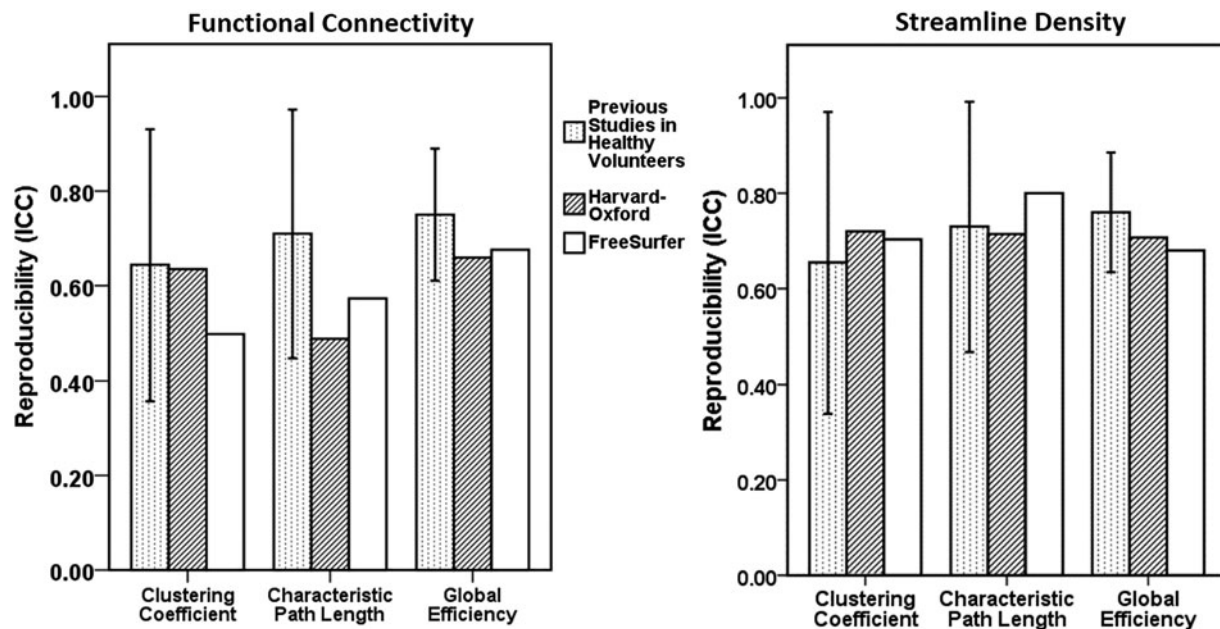 Functional Connectivity
Reproducibility (ICC)
1.00
0.80
0.60
0.40
0.20
0.00
Clustering
Coefficient
Characteristic
Path Length
Global
Efficiency
Previous
Studies in
Healthy
Volunteers
Harvard-
Oxford
FreeSurfer
Streamline Density
Reproducibility (ICC)
1.00
0.80
0.60
0.40
0.20
0.00
Clustering
Coefficient
Characteristic
Path Length
Global
Efficiency